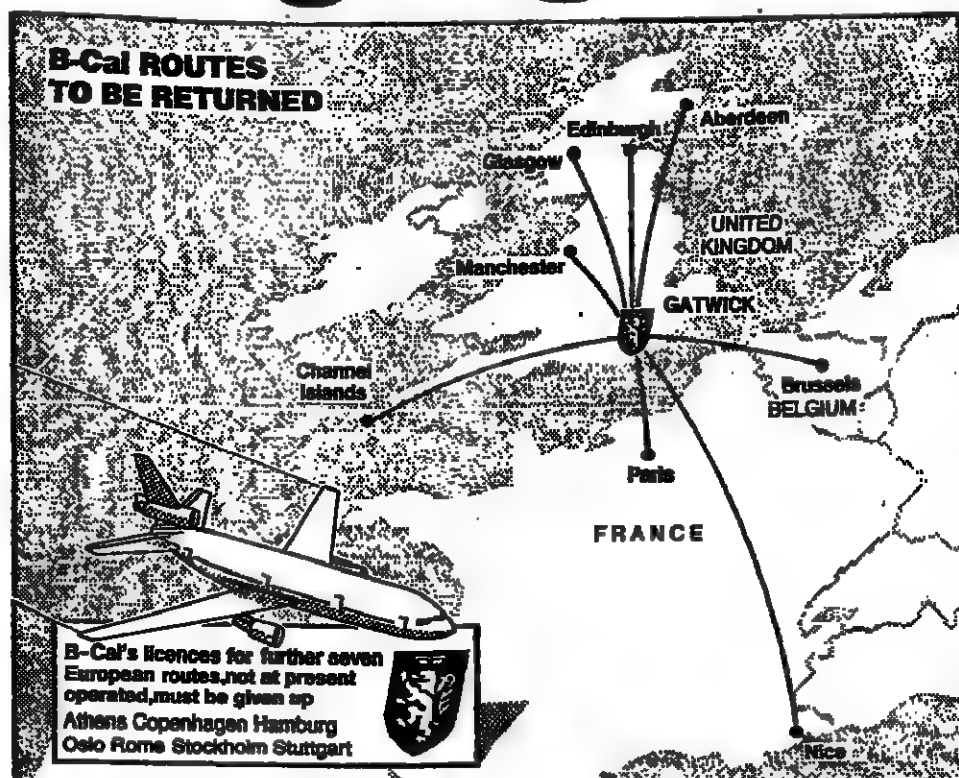 B-Cal ROUTES
TO BE RETURNED
Aberdeen
Edinburgh
Glasgow
UNITED
KINGDOM
Manchester
GATWICK
Channel
Islands
Brussels
BELGIUM
Paris
FRANCE
B-Cal's licences for further seven
European routes,not at present
operated,must be given up
Athens Copenhagen Hamburg
Oslo Rome Stockholm Stuttgart
Nice